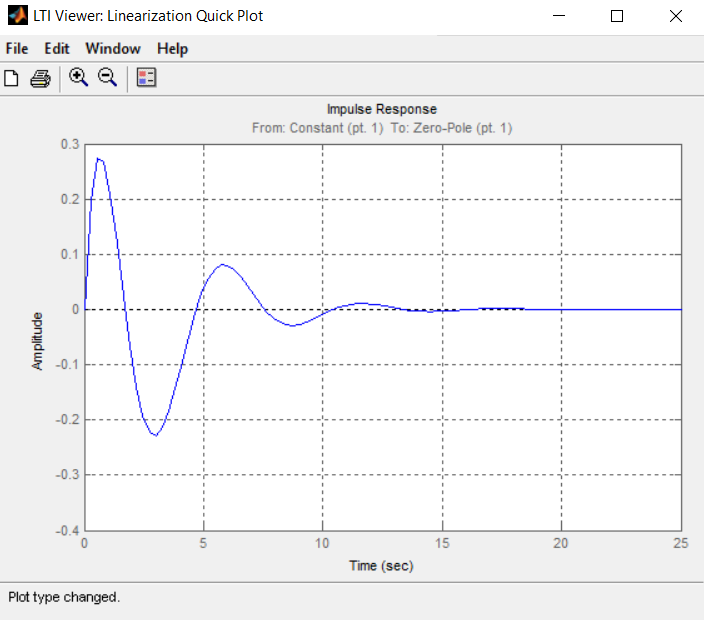 LTI Viewer: Linearization Quick Plot
File Edit Window Help
Impulse Response
From: Constant (pt. 1) To: Zero-Pole (pt. 1)
0.3
0.2
0.1
0
-0.1
-0.2
-0.3
-0.4
Amplitude
0 5 10 15 20 25
Time (sec)
Plot type changed.